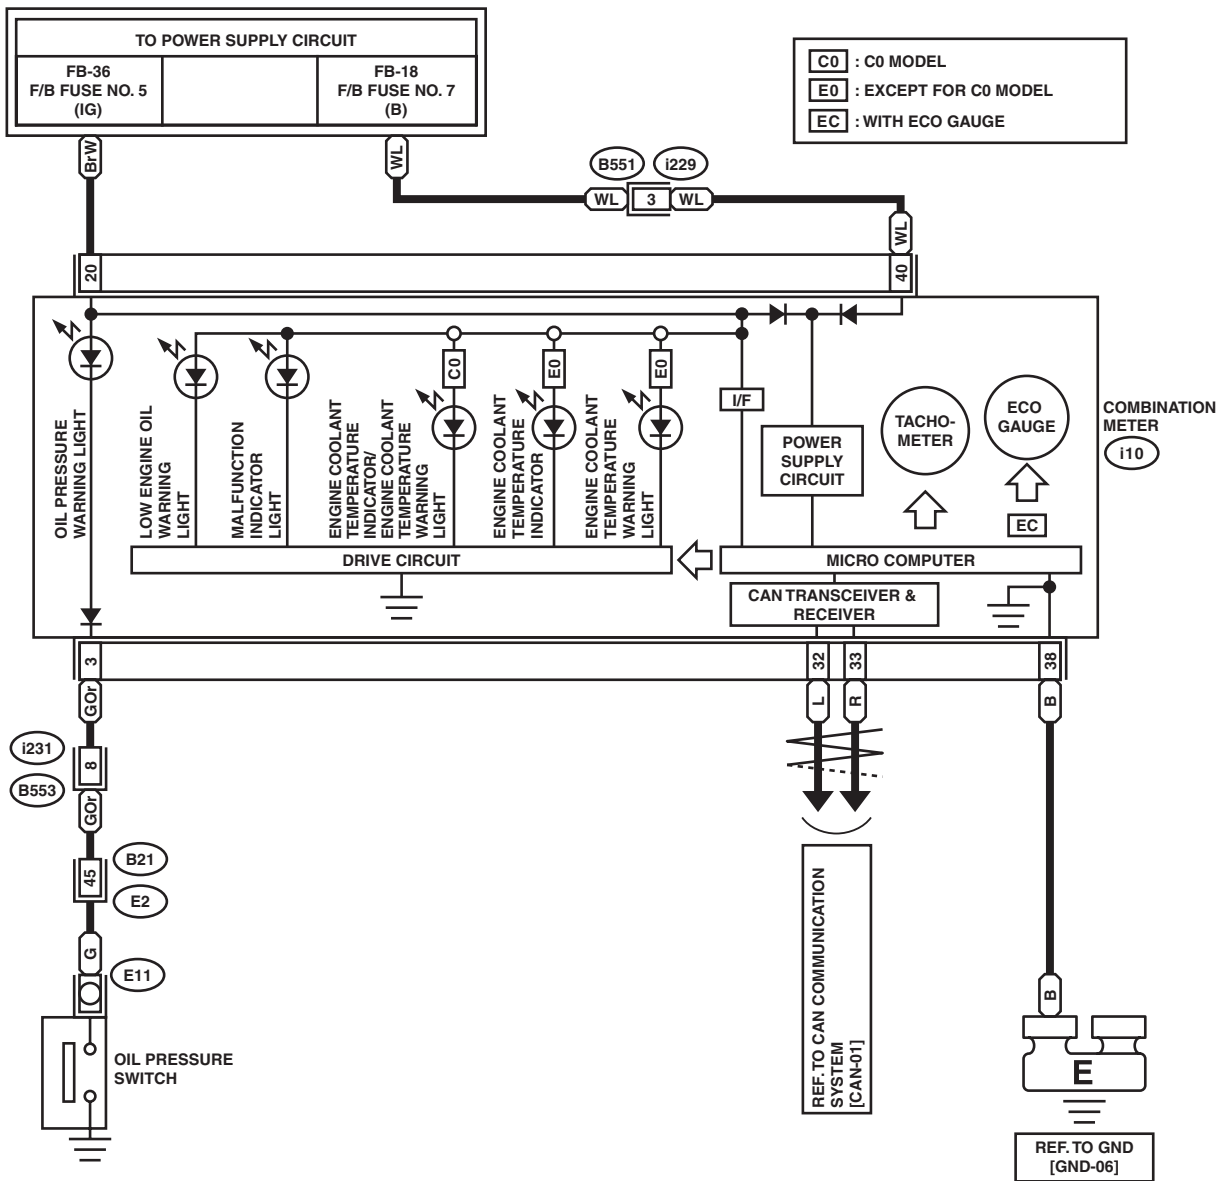 TO POWER SUPPLY CIRCUIT
FB-36
F/B FUSE NO. 5
(IG)
FB-18
F/B FUSE NO. 7
(B)
C0 : C0 MODEL
E0 : EXCEPT FOR C0 MODEL
EC : WITH ECO GAUGE
BrW
WL
B551
i229
WL
3
WL
WL
20
40
OIL PRESSURE
WARNING LIGHT
LOW ENGINE OIL
WARNING
LIGHT
MALFUNCTION
INDICATOR
LIGHT
ENGINE COOLANT
TEMPERATURE
INDICATOR/
ENGINE COOLANT
TEMPERATURE
WARNING
LIGHT
C0
ENGINE COOLANT
TEMPERATURE
INDICATOR
E0
ENGINE COOLANT
TEMPERATURE
WARNING
LIGHT
E0
I/F
POWER
SUPPLY
CIRCUIT
TACHO-
METER
ECO
GAUGE
EC
COMBINATION
METER
i10
DRIVE CIRCUIT
MICRO COMPUTER
CAN TRANSCEIVER &
RECEIVER
3
32
33
38
GOr
L
R
B
i231
8
B553
GOr
B21
45
E2
G
E11
OIL PRESSURE
SWITCH
REF. TO CAN COMMUNICATION
SYSTEM
[CAN-01]
B
E
REF. TO GND
[GND-06]